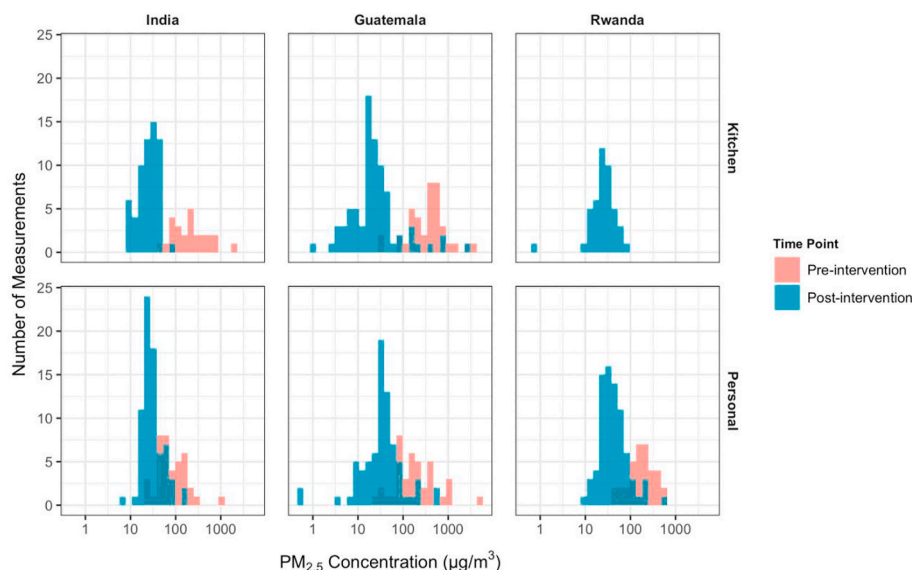 India Guatemala Rwanda
25
20
15
10
5
0
Kitchen
25
20
15
10
5
0
Personal
Number of Measurements
1 10 100 1000 1 10 100 1000 1 10 100 1000
PM2.5 Concentration (µg/m³)
Time Point
Pre-intervention
Post-intervention